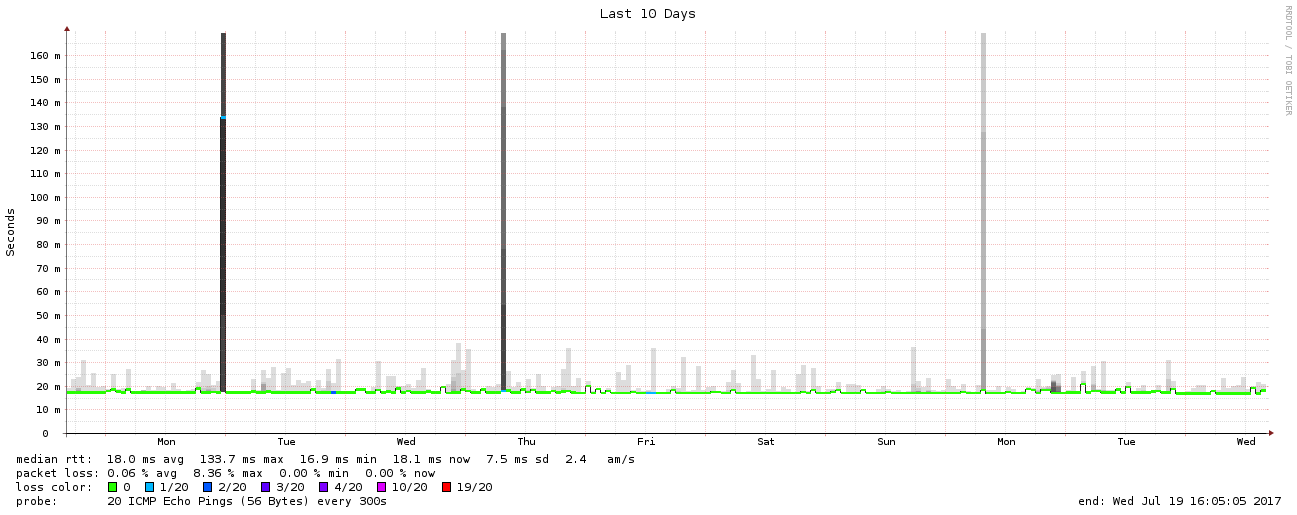 Last 10 Days
RRDTOOL / TOBI OETIKER
Seconds
160 m
150 m
140 m
130 m
120 m
110 m
100 m
90 m
80 m
70 m
60 m
50 m
40 m
30 m
20 m
10 m
0
Mon Tue Wed Thu Fri Sat Sun Mon Tue Wed
median rtt: 18.0 ms avg 133.7 ms max 16.9 ms min 18.1 ms now 7.5 ms sd 2.4 am/s
packet loss: 0.06 % avg 8.36 % max 0.00 % min 0.00 % now
loss color: 0 1/20 2/20 3/20 4/20 10/20 19/20
probe: 20 ICMP Echo Pings (56 Bytes) every 300s end: Wed Jul 19 16:05:05 2017